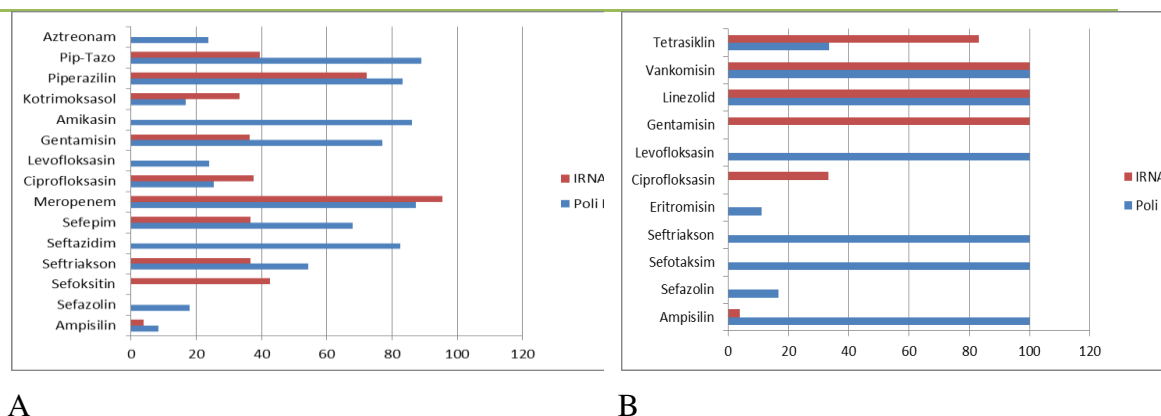 Aztreonam
Pip-Tazo
Piperazilin
Kotrimoksasol
Amikasin
Gentamisin
Levofloksasin
Ciprofloksasin
Meropenem
Sefepim
Seftazidim
Seftriakson
Sefoksitin
Sefazolin
Ampisilin
0 20 40 60 80 100 120
IRNA
Poli
A
Tetrasiklin
Vankomisin
Linezolid
Gentamisin
Levofloksasin
Ciprofloksasin
Eritromisin
Seftriakson
Sefotaksim
Sefazolin
Ampisilin
0 20 40 60 80 100 120
IRNA
Poli
B